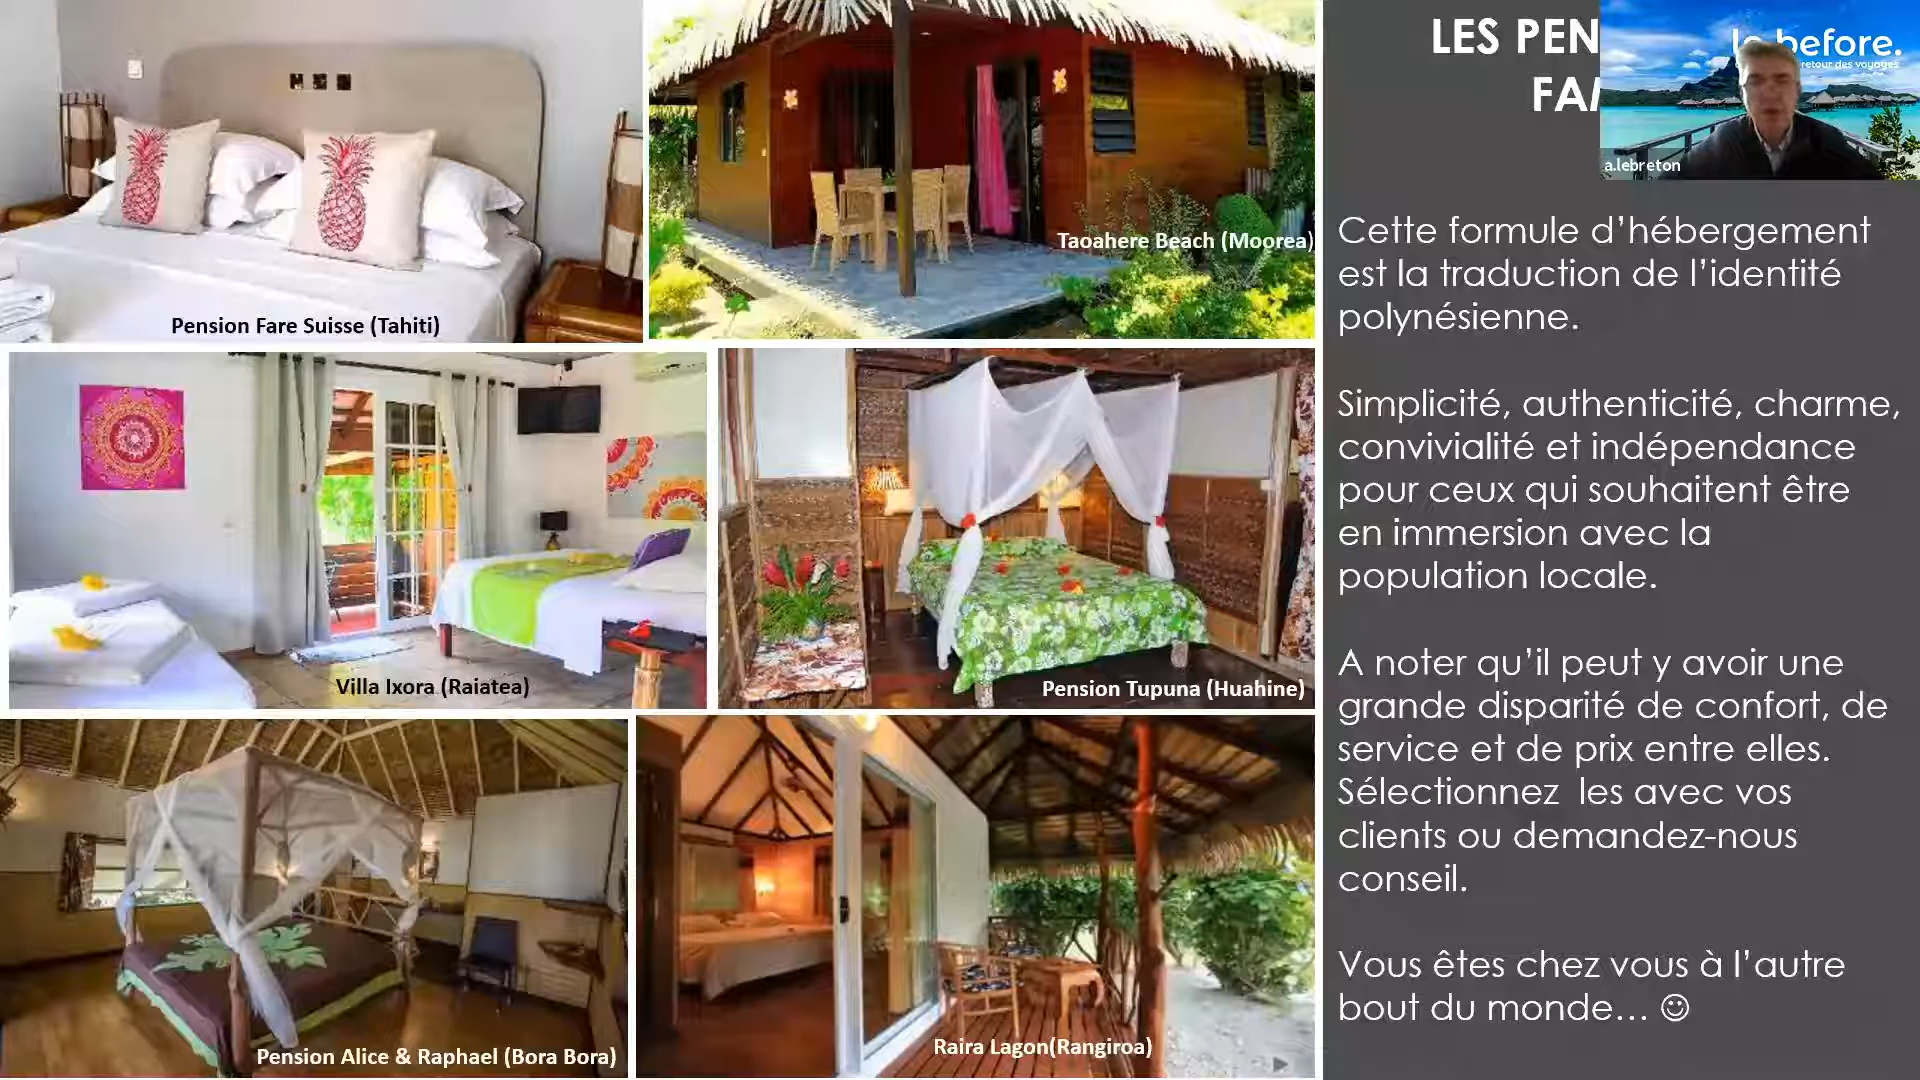 LES PEN
FAM
before.
retour des voyages
a.lebreton
Pension Fare Suisse (Tahiti)
Taoahere Beach (Moorea)
Villa Ixora (Raiatea)
Pension Tupuna (Huahine)
Pension Alice & Raphael (Bora Bora)
Raira Lagon(Rangiroa)
Cette formule d’hébergement
est la traduction de l’identité
polynésienne.
Simplicité, authenticité, charme,
convivialité et indépendance
pour ceux qui souhaitent être
en immersion avec la
population locale.
A noter qu’il peut y avoir une
grande disparité de confort, de
service et de prix entre elles.
Sélectionnez  les avec vos
clients ou demandez-nous
conseil.
Vous êtes chez vous à l’autre
bout du monde… ☺